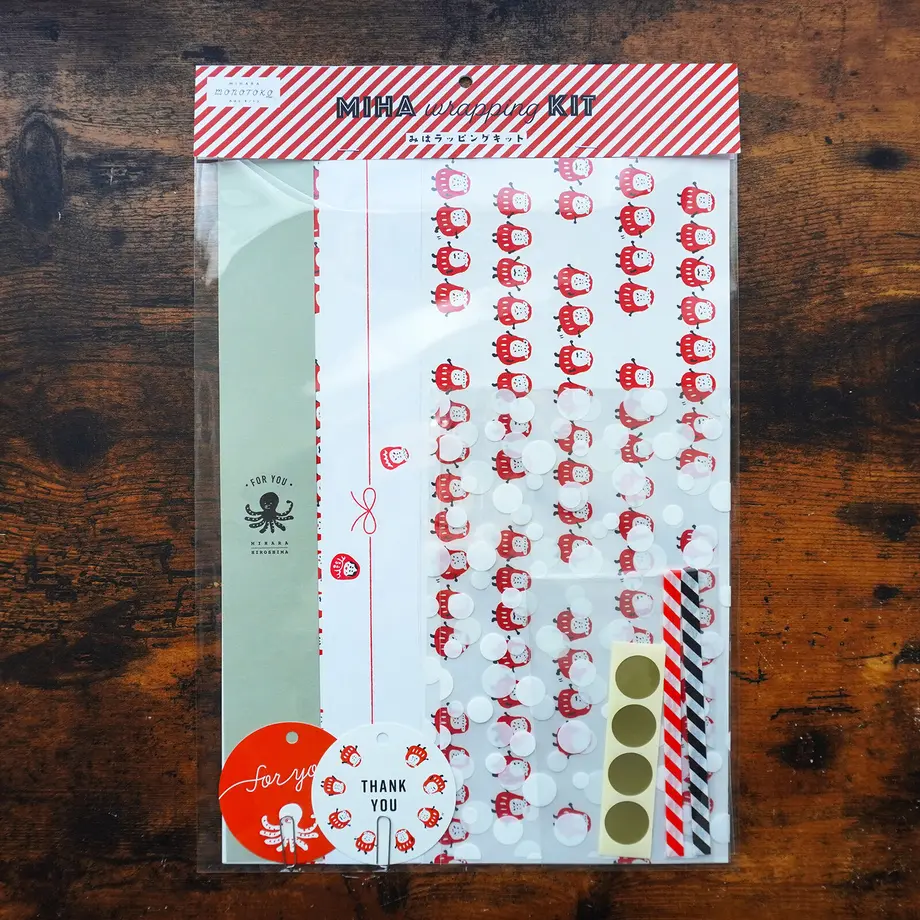 MIHARA
MONOTOKO
MIHA wrapping KIT
みはラッピングキット
• FOR YOU •
MIHARA
HIROSHIMA
for yo
THANK
YOU